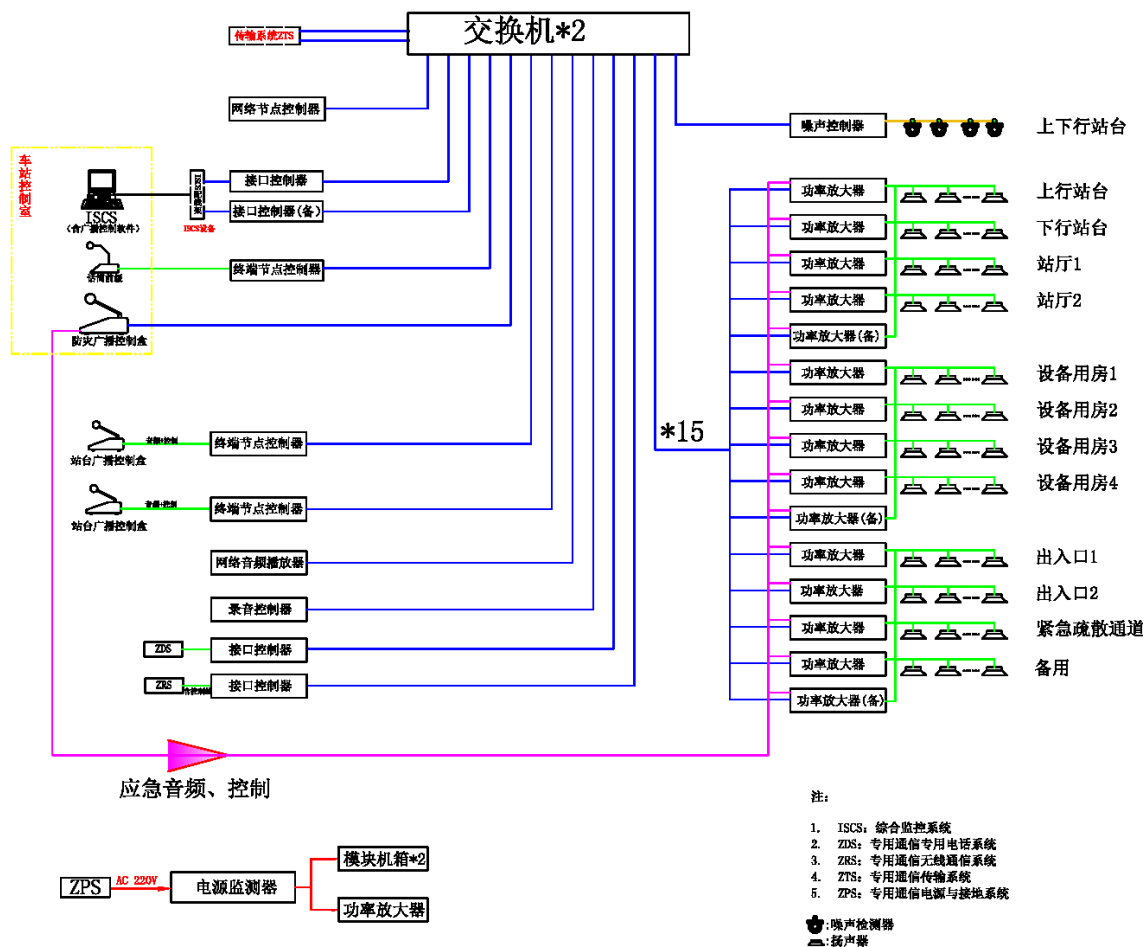 交换机*2
传输系统ZTS
网络节点控制器
噪声控制器
上下行站台
车站控制室
ISCS
(含广播控制软件)
接口控制器
接口控制器(备)
ISCS设备
终端节点控制器
防灾广播控制盒
功率放大器
上行站台
功率放大器
下行站台
功率放大器
站厅1
功率放大器
站厅2
功率放大器(备)
功率放大器
设备用房1
功率放大器
设备用房2
*15
功率放大器
设备用房3
功率放大器
设备用房4
功率放大器(备)
功率放大器
出入口1
功率放大器
出入口2
功率放大器
紧急疏散通道
功率放大器
备用
功率放大器(备)
音频+控制
站台广播控制盒
终端节点控制器
音频+控制
站台广播控制盒
终端节点控制器
网络音频播放器
录音控制器
ZDS
接口控制器
ZRS
接口控制器
应急音频、控制
ZPS
AC 220V
电源监测器
模块机箱*2
功率放大器
注:
1. ISCS: 综合监控系统
2. ZDS: 专用通信专用电话系统
3. ZRS: 专用通信无线通信系统
4. ZTS: 专用通信传输系统
5. ZPS: 专用通信电源与接地系统
:噪声检测器
:扬声器